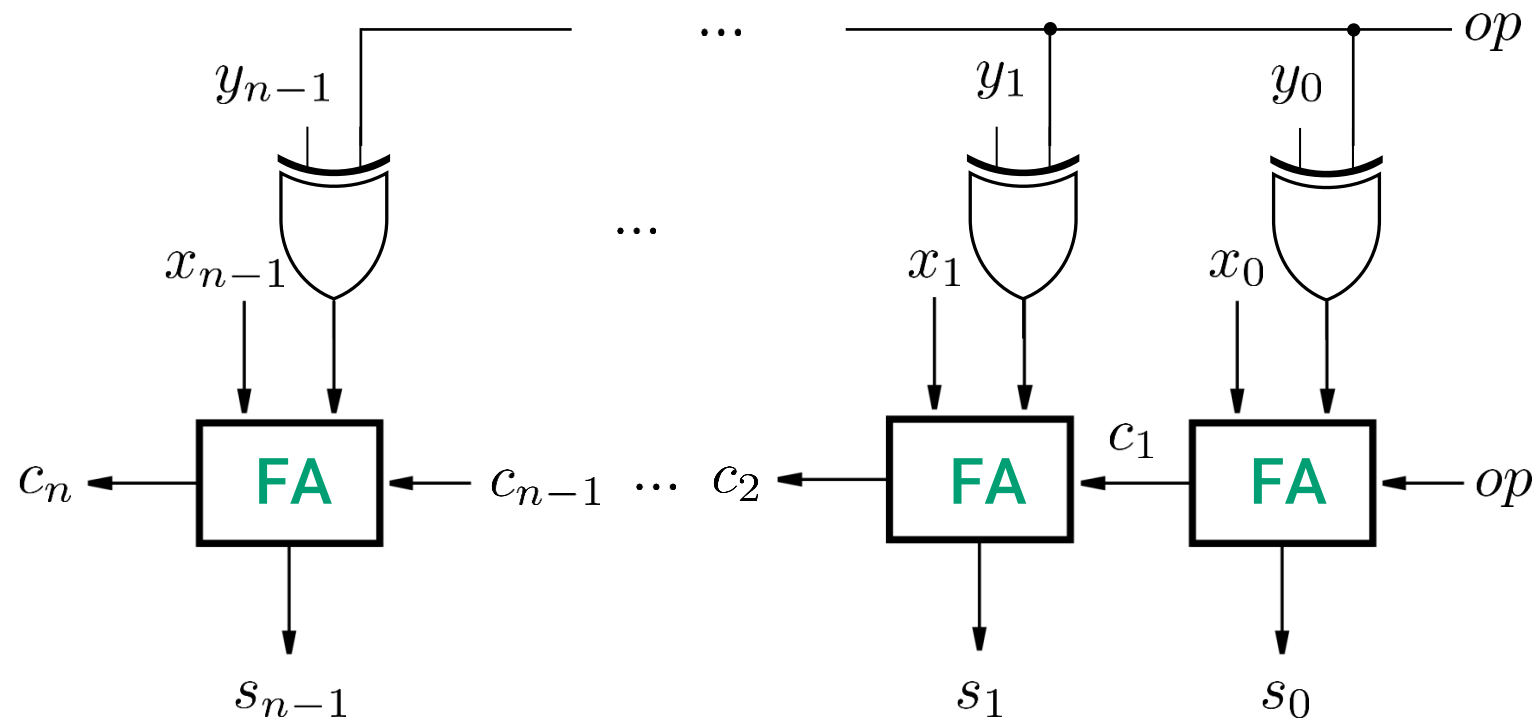 ... op
y_{n-1} y_1 y_0
...
x_{n-1} x_1 x_0
c_n FA c_{n-1} ... c_2 FA c_1 FA op
s_{n-1} s_1 s_0